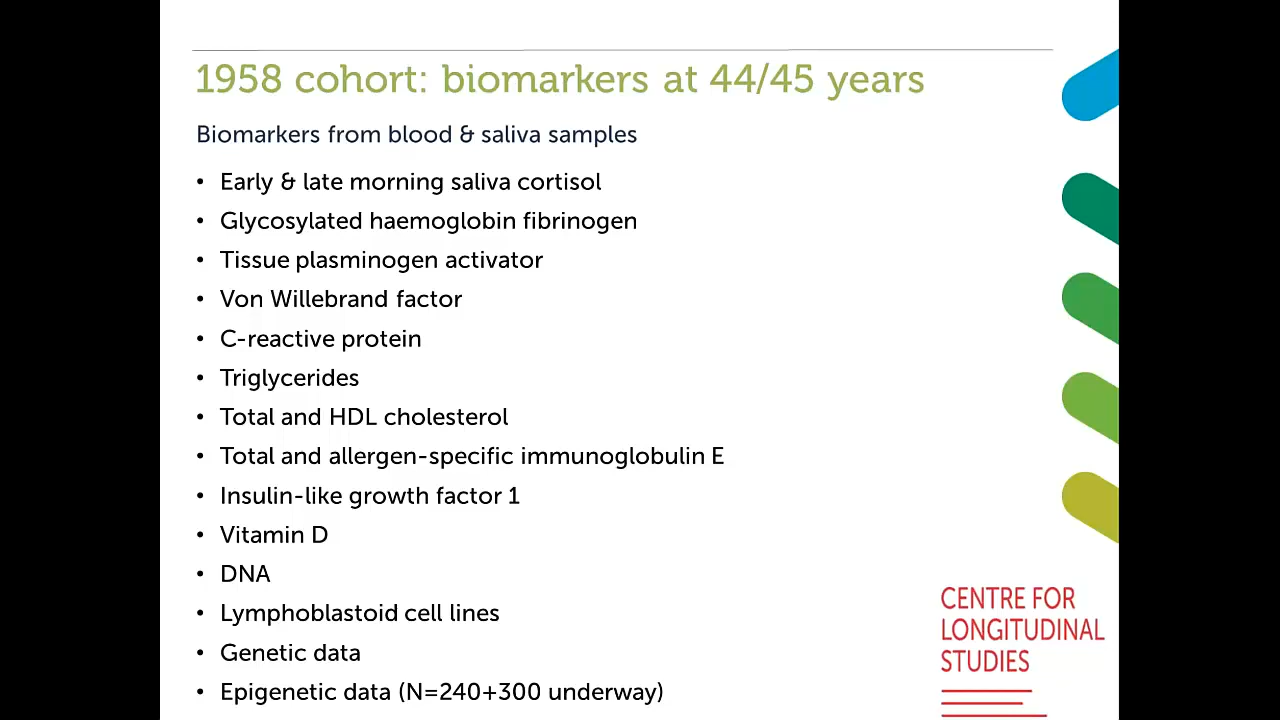 1958 cohort: biomarkers at 44/45 years
Biomarkers from blood & saliva samples
• Early & late morning saliva cortisol
• Glycosylated haemoglobin fibrinogen
• Tissue plasminogen activator
• Von Willebrand factor
• C-reactive protein
• Triglycerides
• Total and HDL cholesterol
• Total and allergen-specific immunoglobulin E
• Insulin-like growth factor 1
• Vitamin D
• DNA
• Lymphoblastoid cell lines
• Genetic data
• Epigenetic data (N=240+300 underway)
CENTRE FOR
LONGITUDINAL
STUDIES